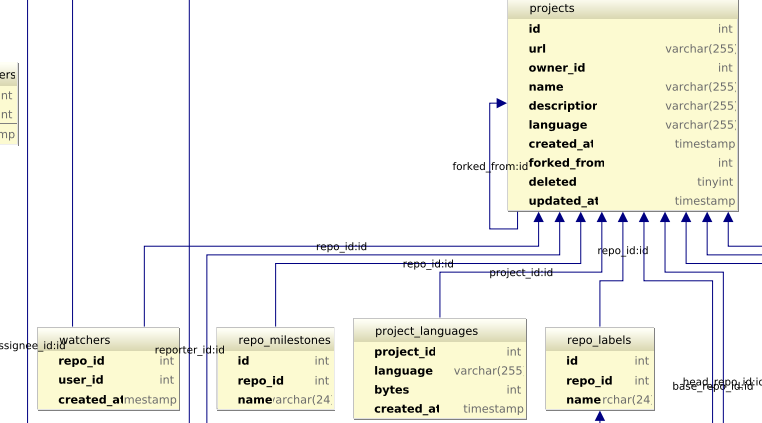 projects
id int
url varchar(255)
owner_id int
name varchar(255)
description varchar(255)
language varchar(255)
created_at timestamp
forked_from int
deleted tinyint
updated_at timestamp
ers
nt
nt
mp
forked_from:id
repo_id:id
repo_id:id
repo_id:id
project_id:id
ssignee_id:id
reporter_id:id
head_repo_id:id
base_repo_id:id
watchers
repo_id int
user_id int
created_at mestamp
repo_milestones
id int
repo_id int
name varchar(24)
project_languages
project_id int
language varchar(255
bytes int
created_at timestamp
repo_labels
id int
repo_id int
name rchar(24)